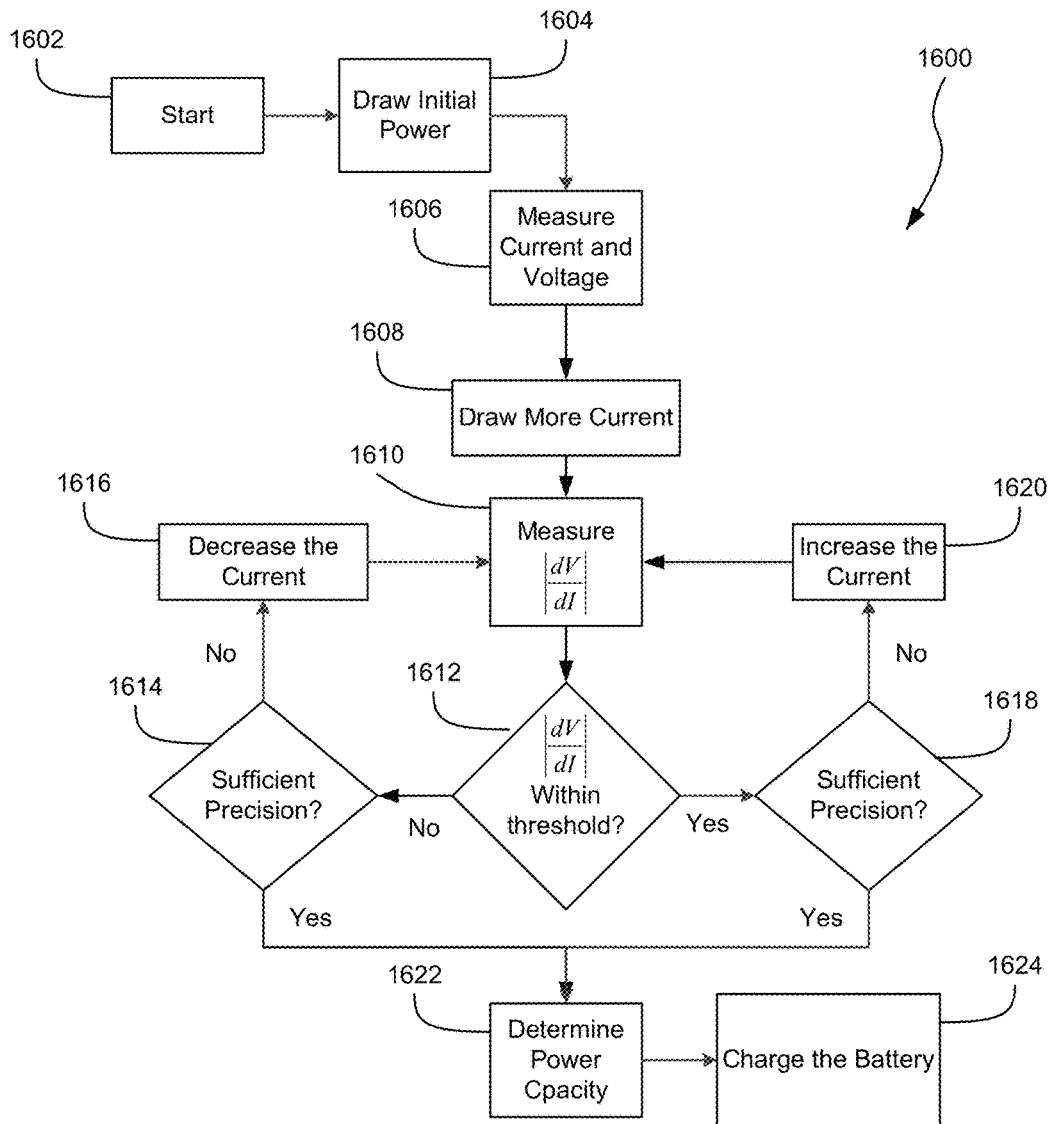 1602
1604
1600
Start
Draw Initial
Power
1606
Measure
Current and
Voltage
1608
Draw More Current
1610
1616
1620
Measure
|dV/dI|
Decrease the
Current
Increase the
Current
No
No
1614
1612
1618
|dV/dI|
Within
threshold?
Sufficient
Precision?
Sufficient
Precision?
No
Yes
Yes
Yes
1622
1624
Determine
Power
Cpacity
Charge the Battery